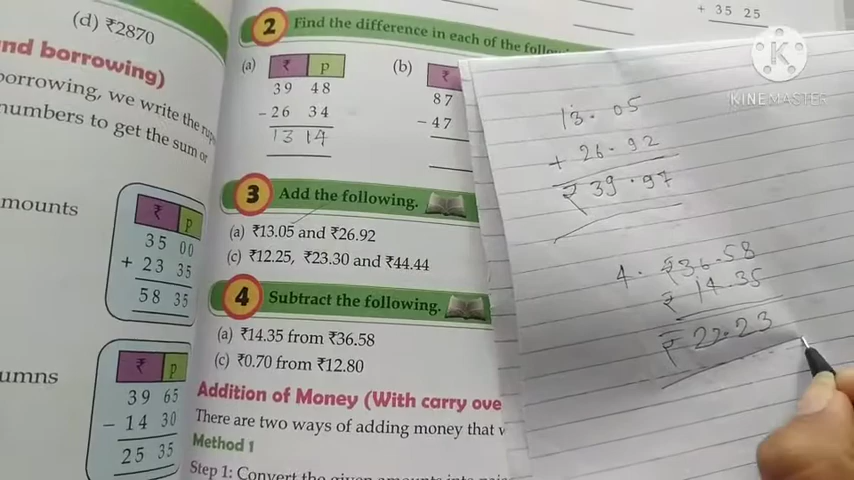 (d) ₹2870
nd borrowing)
orrowing, we write the
numbers to get the sum or
mounts
₹ p
35 00
+ 23 35
58 35
umns
₹ p
39 65
- 14 30
25 35
2 Find the difference in each of the
(a) ₹ p
39 48
- 26 34
13 14
(b) ₹
87
- 47
3 Add the following.
(a) ₹13.05 and ₹26.92
(c) ₹12.25, ₹23.30 and ₹44.44
4 Subtract the following.
(a) ₹14.35 from ₹36.58
(c) ₹0.70 from ₹12.80
Addition of Money (With carry ove
There are two ways of adding money that
Method 1
Step 1: Convert the given amounts into
+ 35 25
KINEMASTER
13.05
+ 26.92
₹ 39.97
4. ₹36.58
₹ 14.35
₹ 22.23